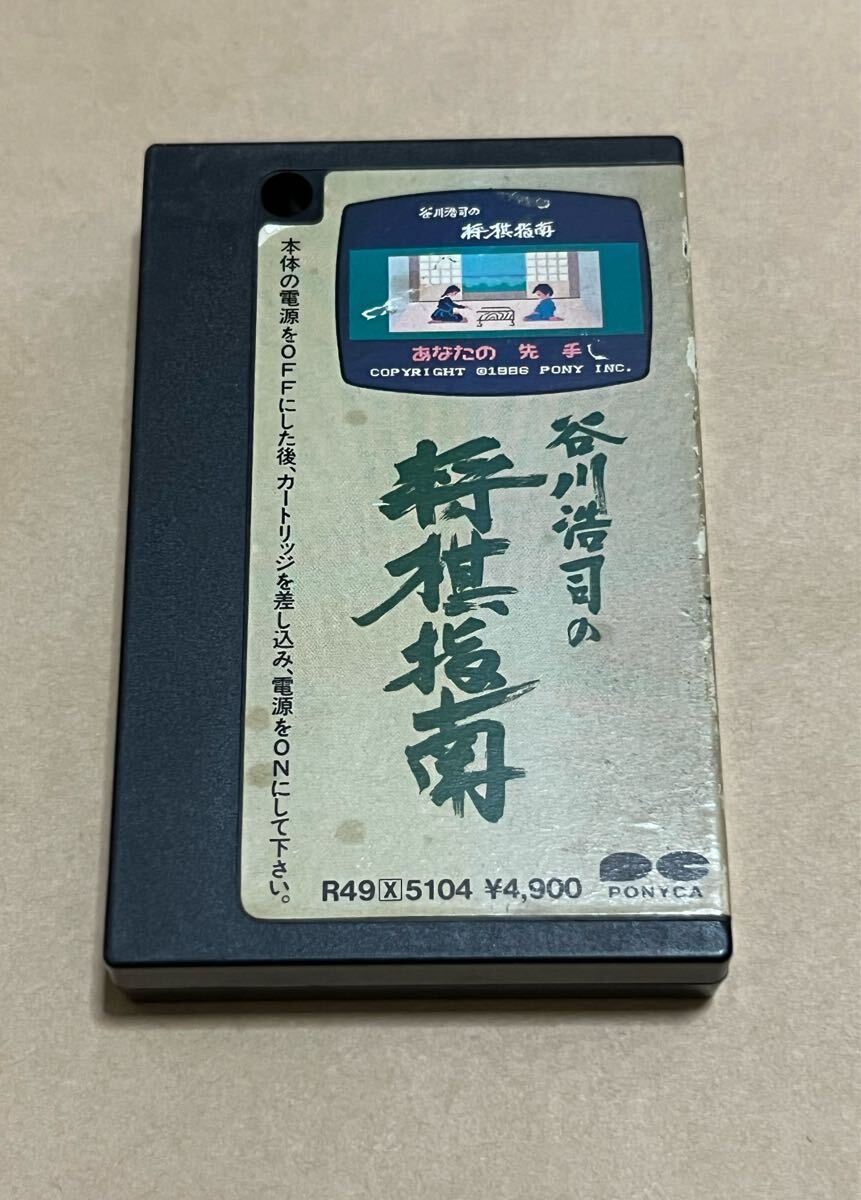 谷川浩司の
将棋指南
あなたの 先 手
COPYRIGHT ©1986 PONY INC.
谷川浩司の
将棋指南
本体の電源をOFFにした後、カートリッジを差し込み、電源をONにして下さい。
R49 X 5104 ¥4,900
PONYCA